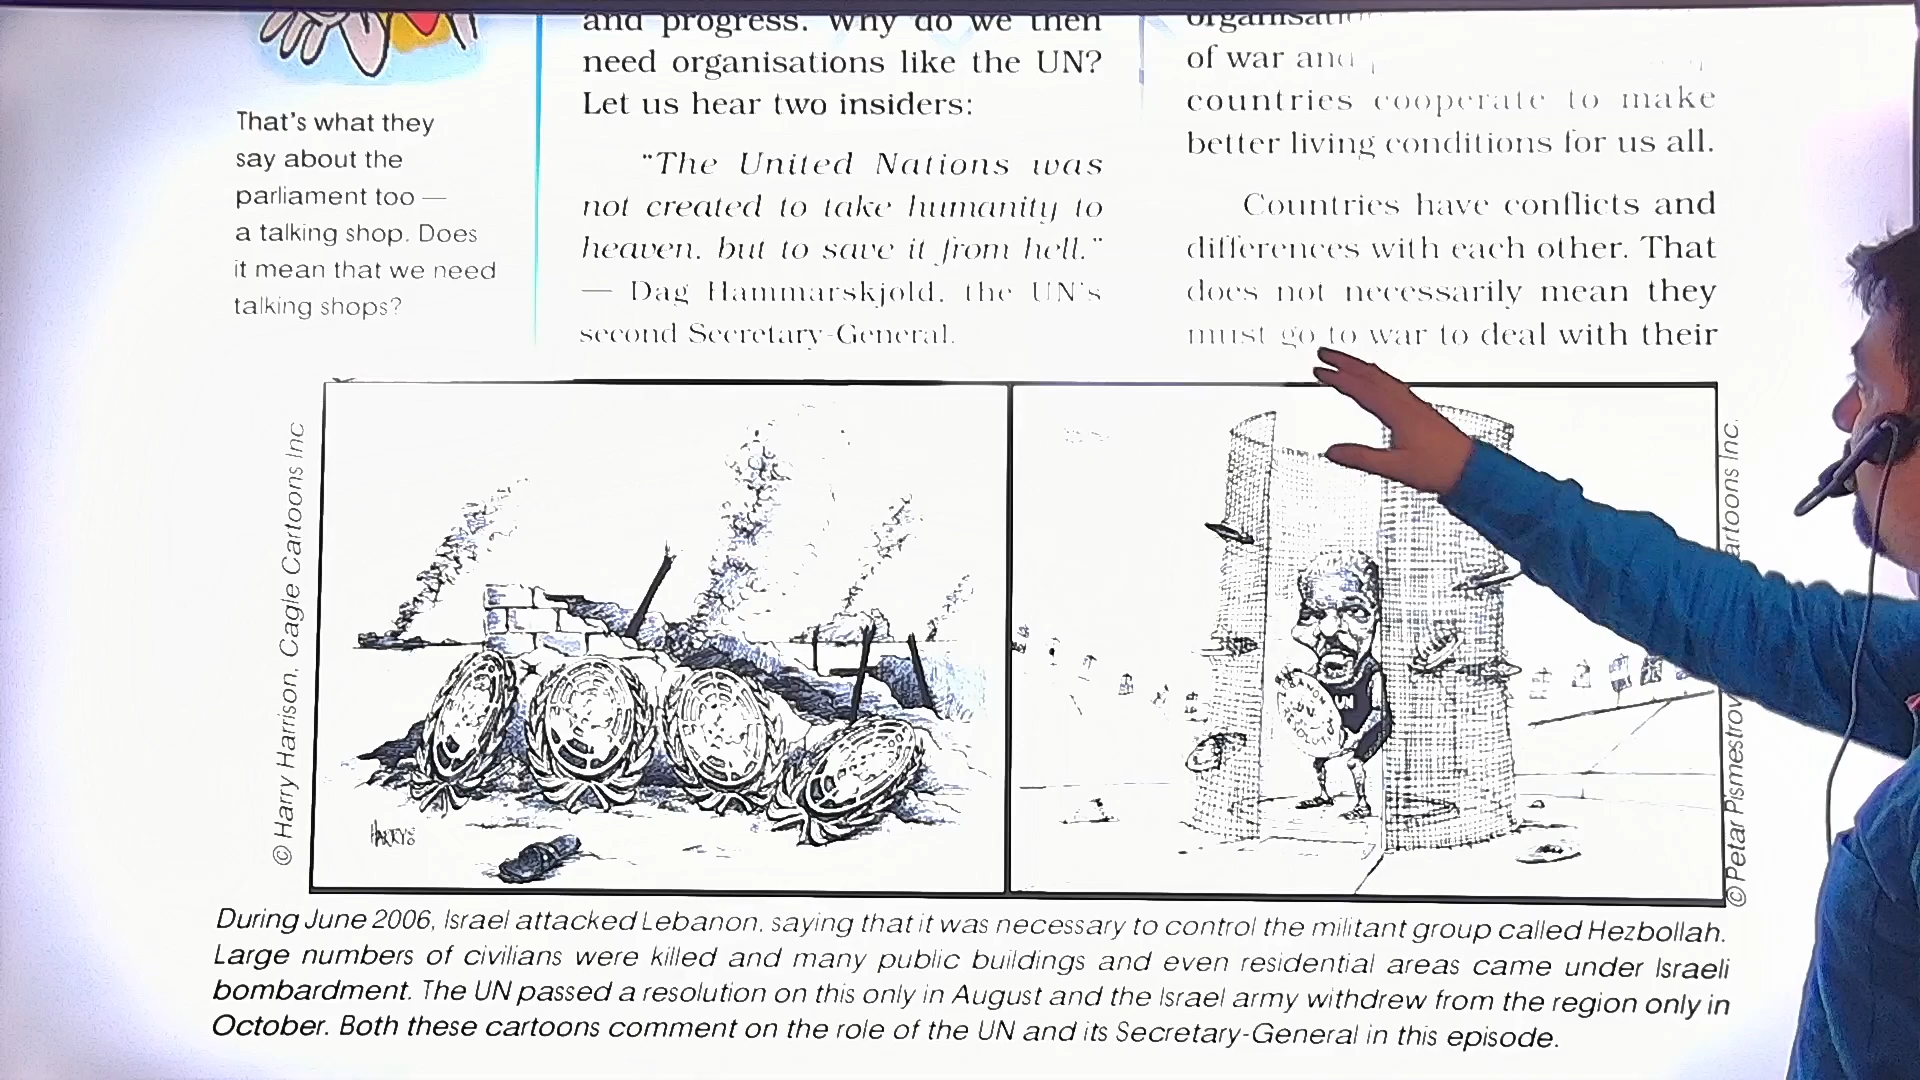 That's what they
say about the
parliament too —
a talking shop. Does
it mean that we need
talking shops?
and progress. Why do we then
need organisations like the UN?
Let us hear two insiders:
"The United Nations was
not created to take humanity to
heaven, but to save it from hell."
— Dag Hammarskjold, the UN's
second Secretary-General.
of war and
countries cooperate to make
better living conditions for us all.
Countries have conflicts and
differences with each other. That
does not necessarily mean they
must go to war to deal with their
© Harry Harrison, Cagle Cartoons Inc
HARRYS
UN
© Petar Pismestrov artoons Inc.
During June 2006, Israel attacked Lebanon, saying that it was necessary to control the militant group called Hezbollah.
Large numbers of civilians were killed and many public buildings and even residential areas came under Israeli
bombardment. The UN passed a resolution on this only in August and the Israel army withdrew from the region only in
October. Both these cartoons comment on the role of the UN and its Secretary-General in this episode.